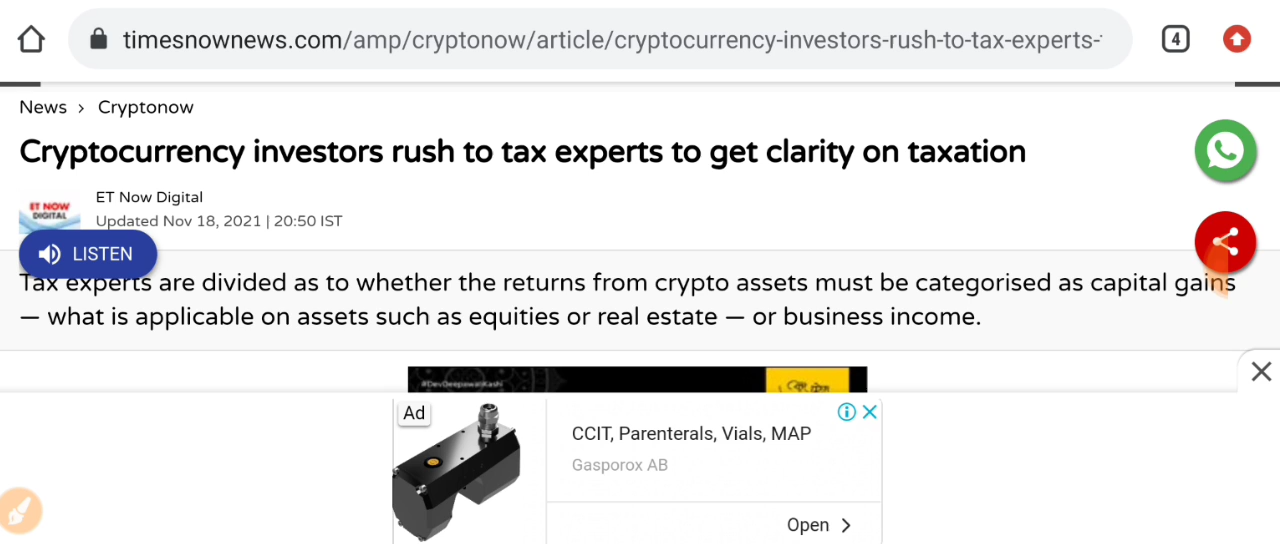 timesnownews.com/amp/cryptonow/article/cryptocurrency-investors-rush-to-tax-experts-
4
News > Cryptonow
Cryptocurrency investors rush to tax experts to get clarity on taxation
ET NOW
DIGITAL
ET Now Digital
Updated Nov 18, 2021 | 20:50 IST
LISTEN
Tax experts are divided as to whether the returns from crypto assets must be categorised as capital gains
— what is applicable on assets such as equities or real estate — or business income.
#DevDeepawaliKashi
Ad
CCIT, Parenterals, Vials, MAP
Gasporox AB
Open